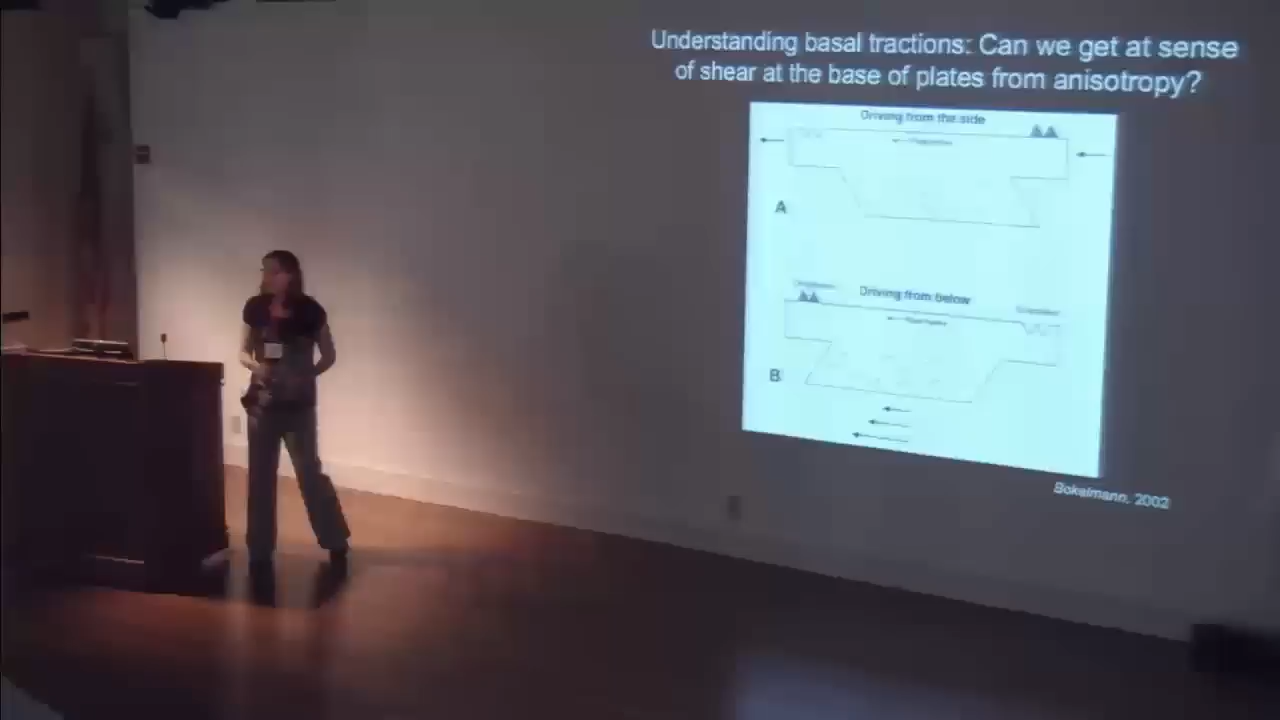 Understanding basal tractions: Can we get at sense
of shear at the base of plates from anisotropy?
Driving from the side
A
Driving from below
B
Bokelmann, 2002